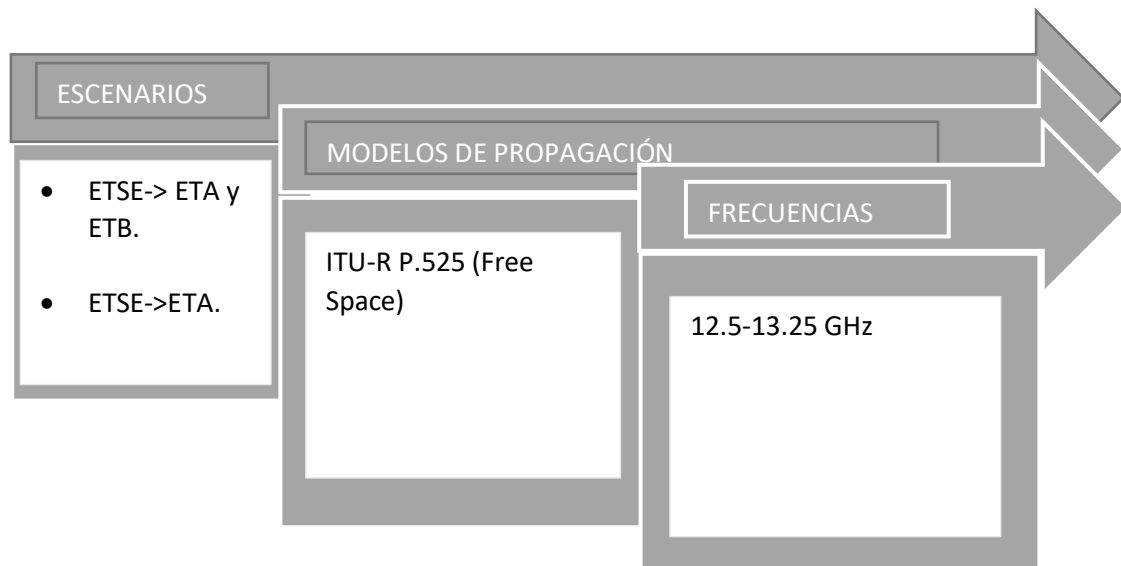 ESCENARIOS
• ETSE-> ETA y
ETB.
• ETSE->ETA.
MODELOS DE PROPAGACIÓN
ITU-R P.525 (Free
Space)
FRECUENCIAS
12.5-13.25 GHz